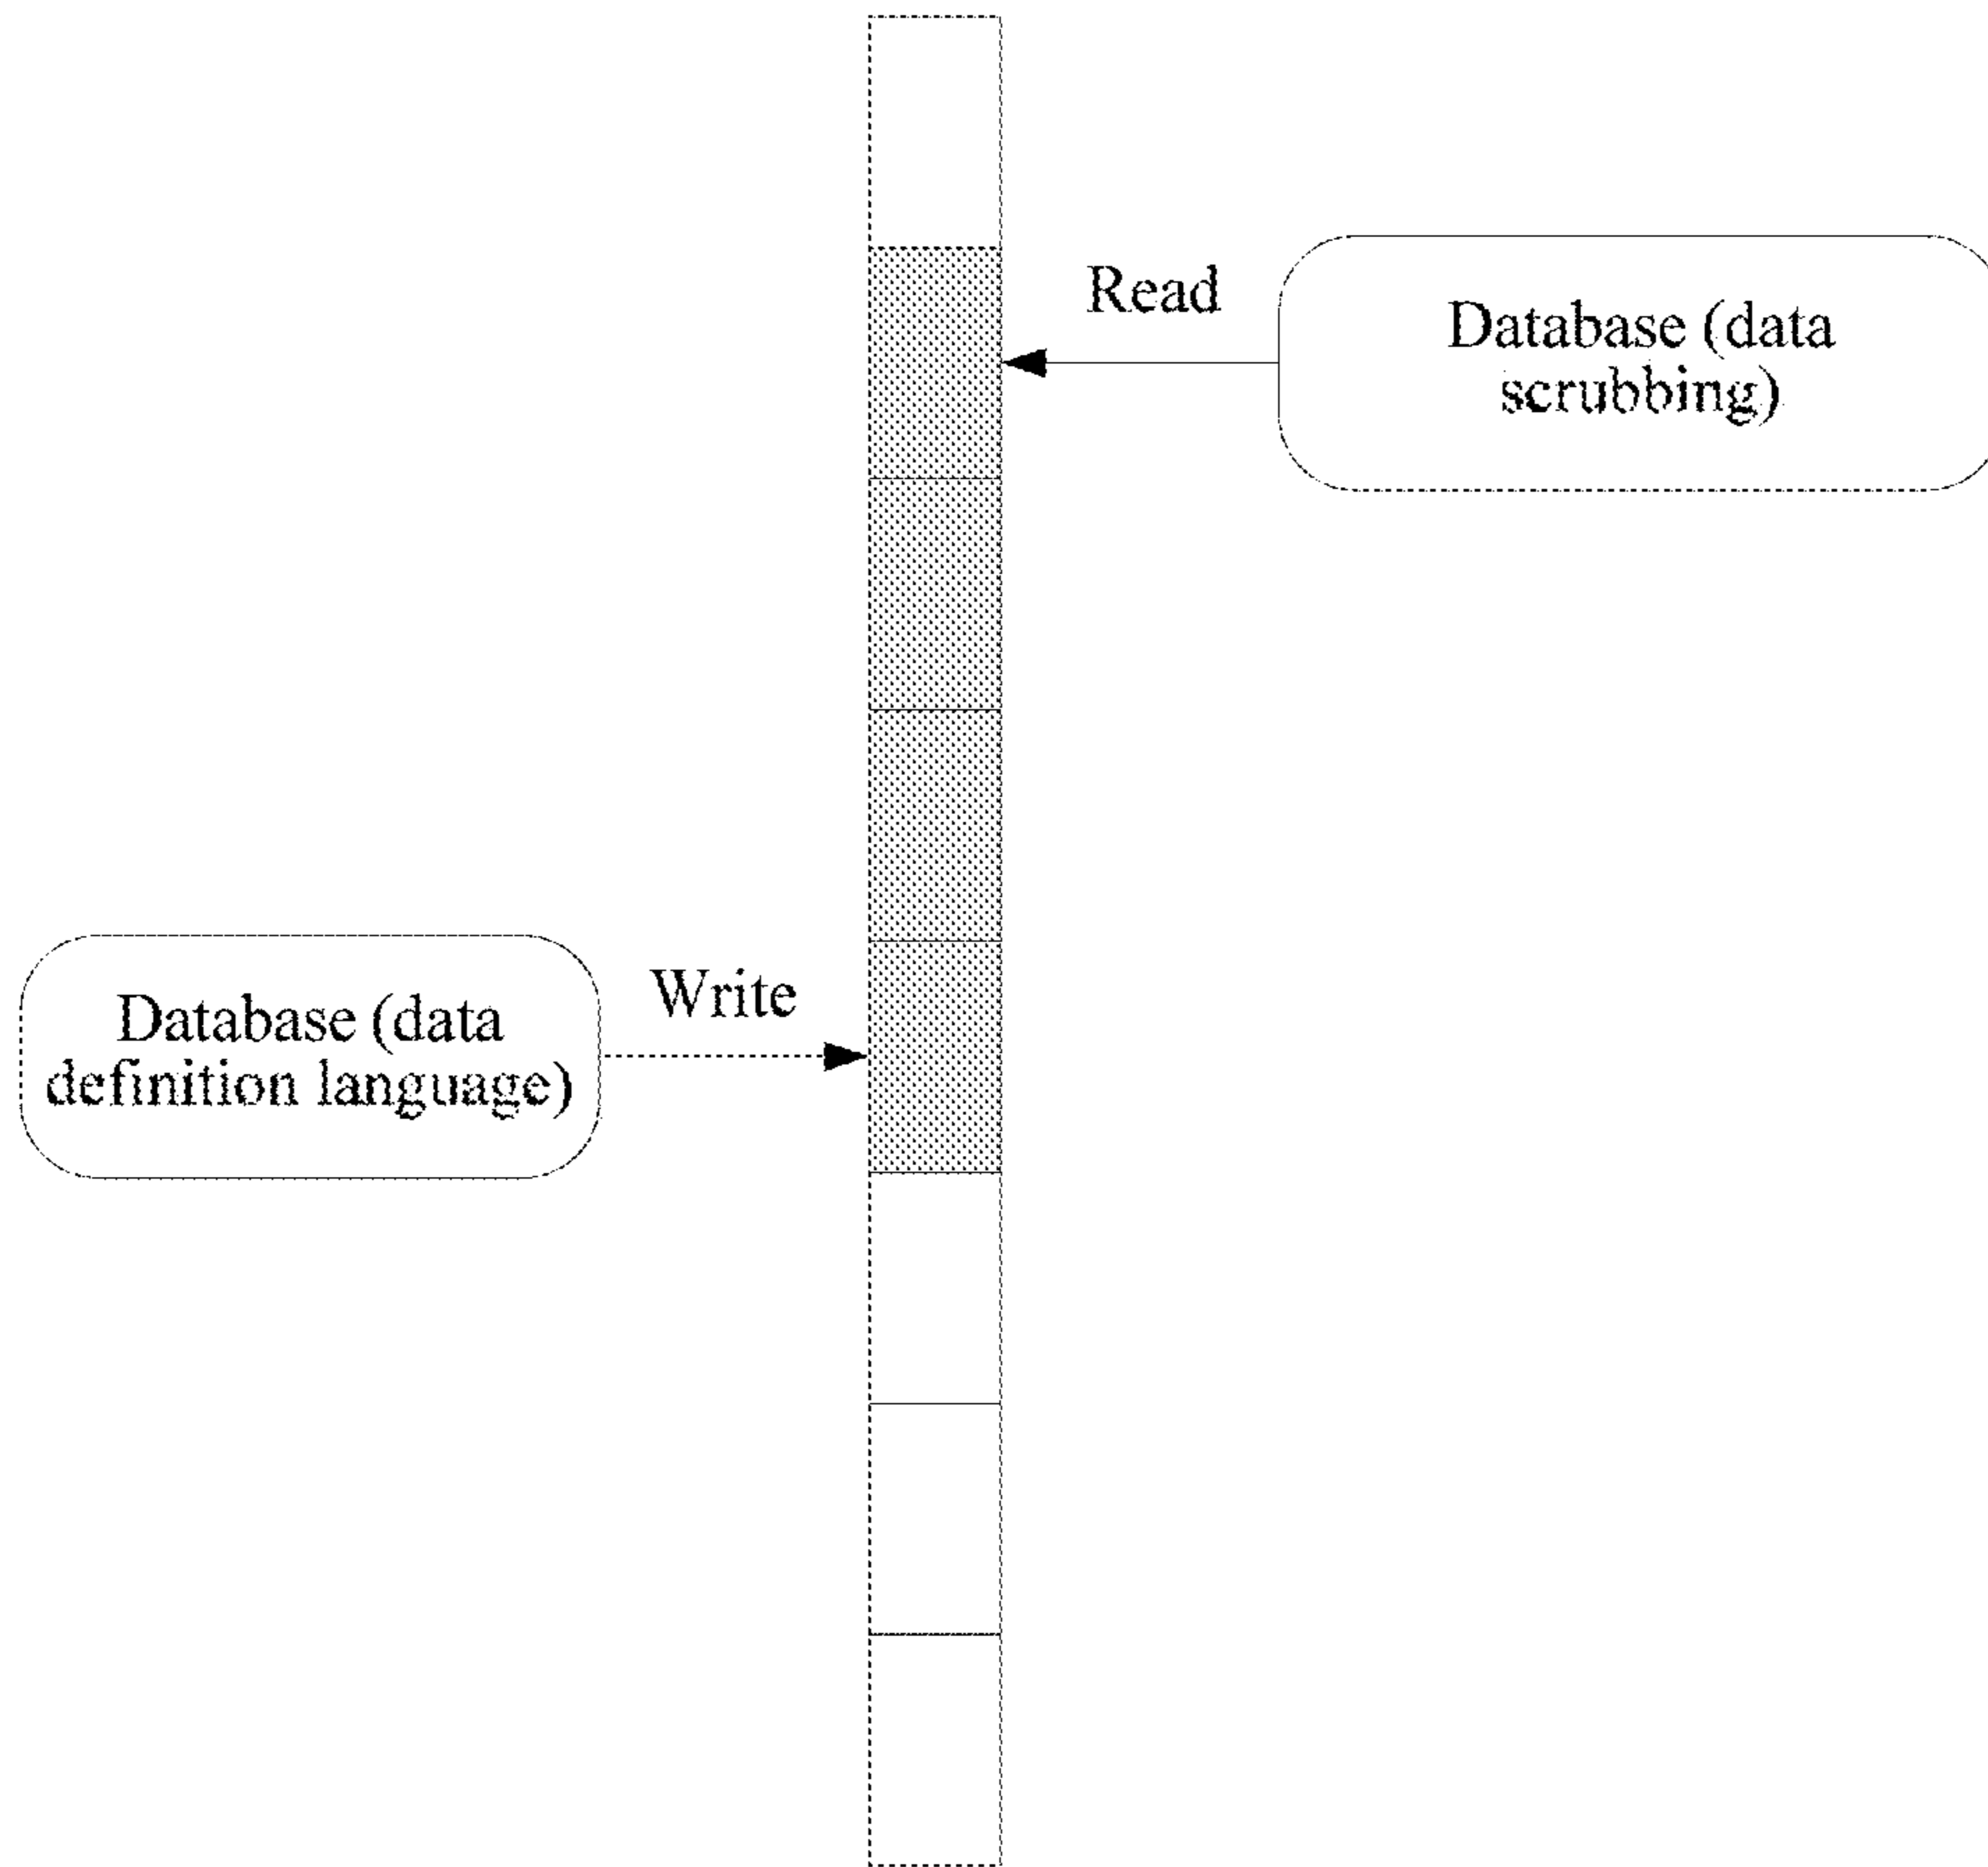 Read
Database (data
scrubbing)
Write
Database (data
definition language)